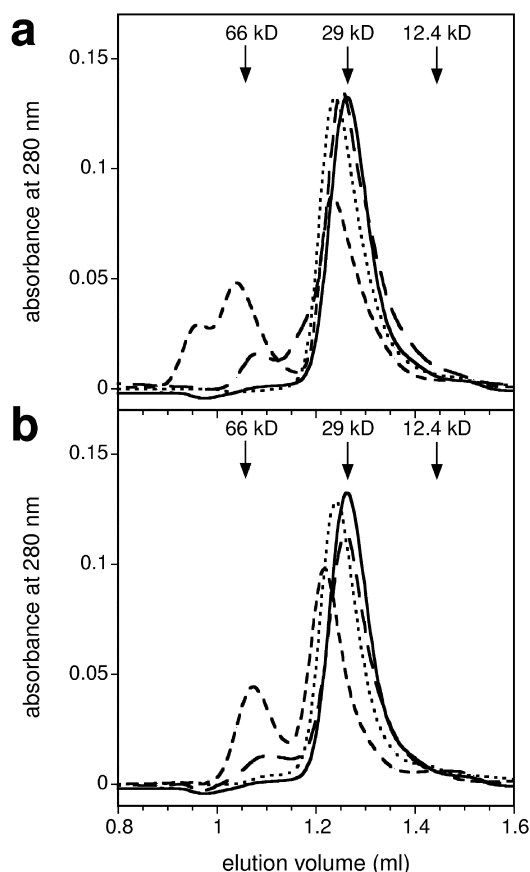 a
66 kD 29 kD 12.4 kD
0.15
0.1
0.05
0
absorbance at 280 nm
b
66 kD 29 kD 12.4 kD
0.15
0.1
0.05
0
absorbance at 280 nm
0.8 1 1.2 1.4 1.6
elution volume (ml)